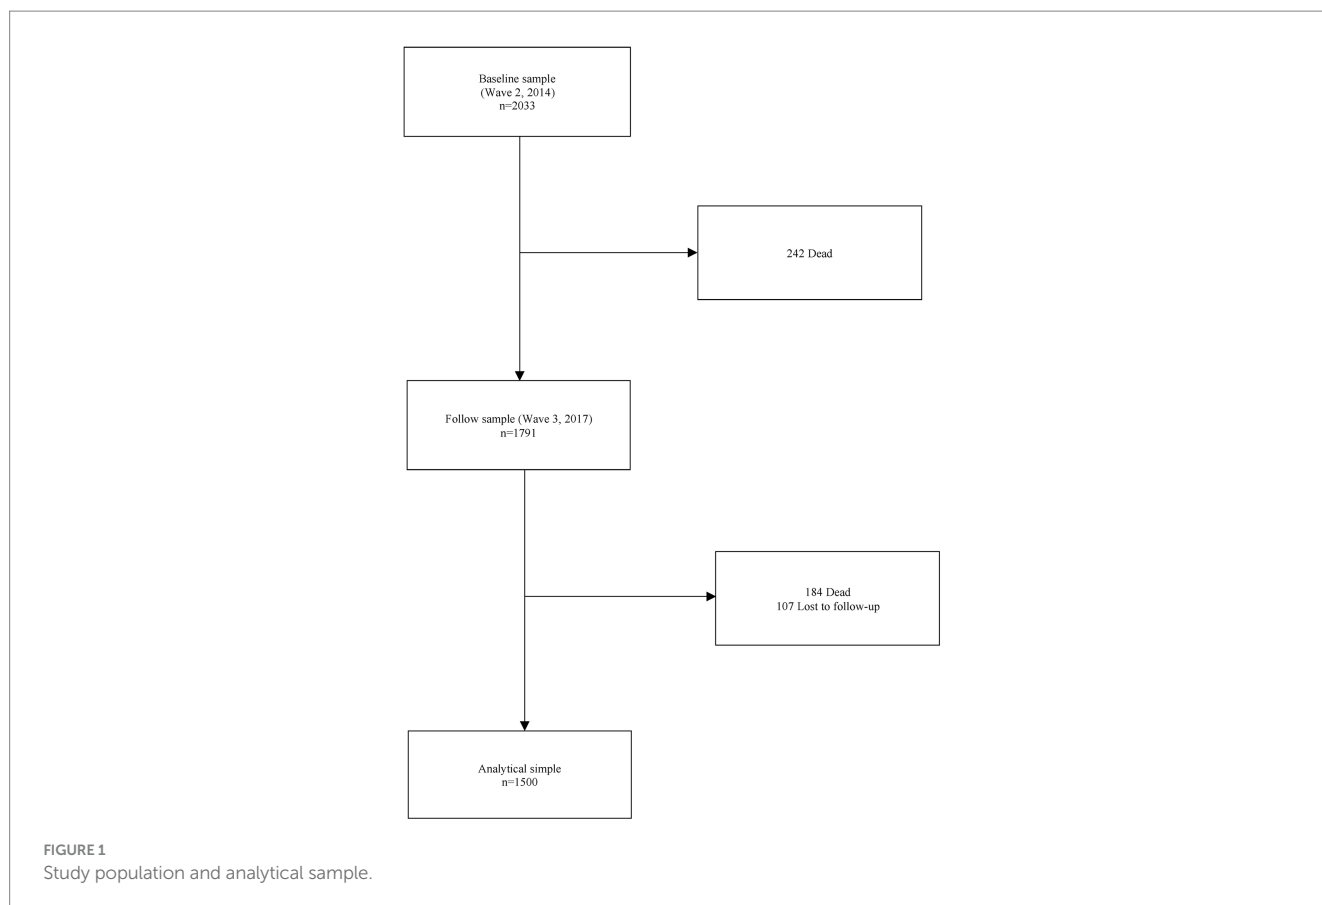 Baseline sample
(Wave 2, 2014)
n=2033
242 Dead
Follow sample (Wave 3, 2017)
n=1791
184 Dead
107 Lost to follow-up
Analytical simple
n=1500
FIGURE 1
Study population and analytical sample.